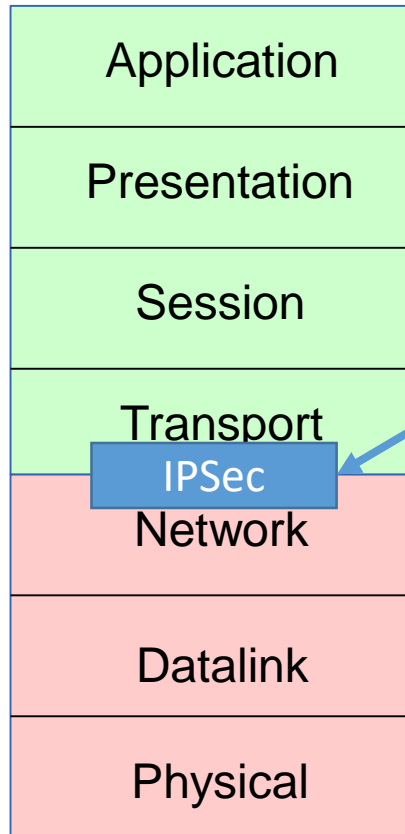 Application
Presentation
Session
Transport
IPSec
Network
Datalink
Physical